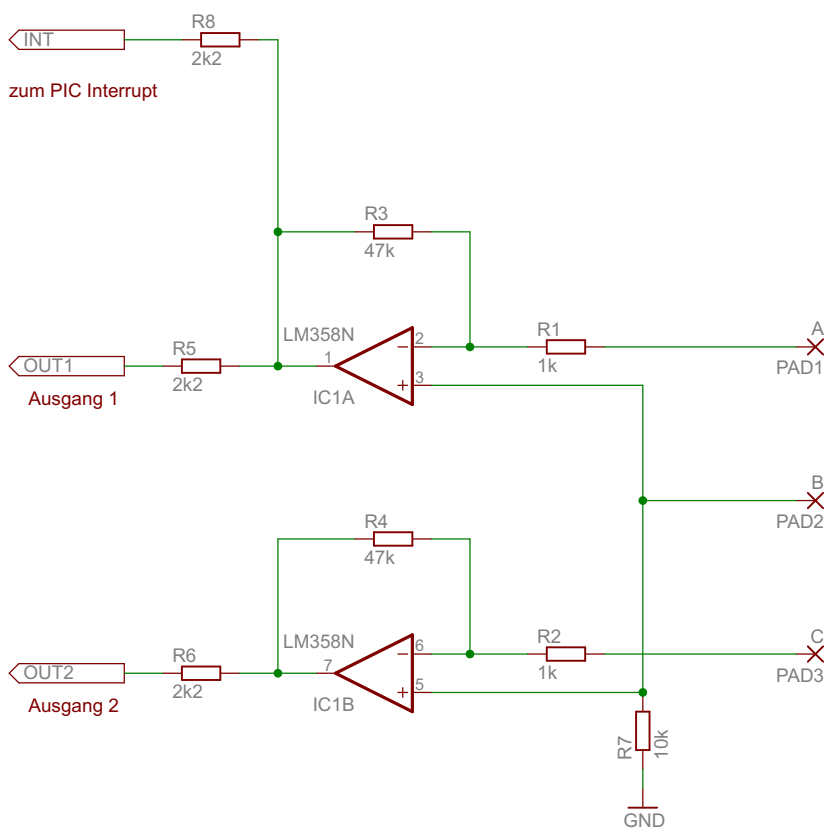 R8
INT
2k2
zum PIC Interrupt
R3
47k
LM358N
2
R1
A
1
1k
PAD1
R5
OUT1
2k2
3
IC1A
Ausgang 1
B
PAD2
R4
47k
LM358N
6
R2
C
7
1k
PAD3
R6
OUT2
2k2
5
IC1B
Ausgang 2
R7
10k
GND